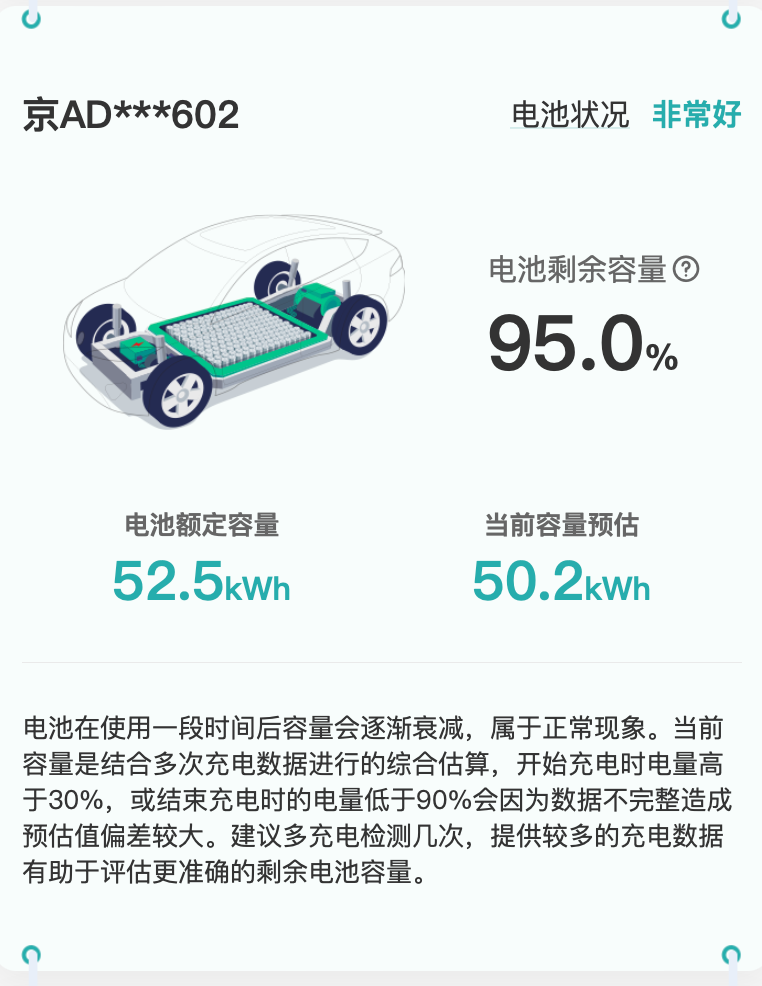 京AD***602
电池状况 非常好
电池剩余容量?
95.0%
电池额定容量 当前容量预估
52.5kWh 50.2kWh
电池在使用一段时间后容量会逐渐衰减，属于正常现象。当前
容量是结合多次充电数据进行的综合估算，开始充电时电量高
于30%，或结束充电时的电量低于90%会因为数据不完整造成
预估值偏差较大。建议多充电检测几次，提供较多的充电数据
有助于评估更准确的剩余电池容量。